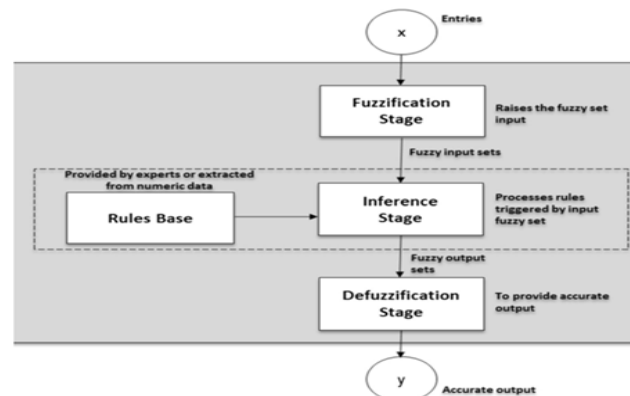 Entries
x
Fuzzification
Stage
Raises the fuzzy set
input
Fuzzy input sets
Provided by experts or extracted
from numeric data
Rules Base
Inference
Stage
Processes rules
triggered by input
fuzzy set
Fuzzy output
sets
Defuzzification
Stage
To provide accurate
output
y
Accurate output